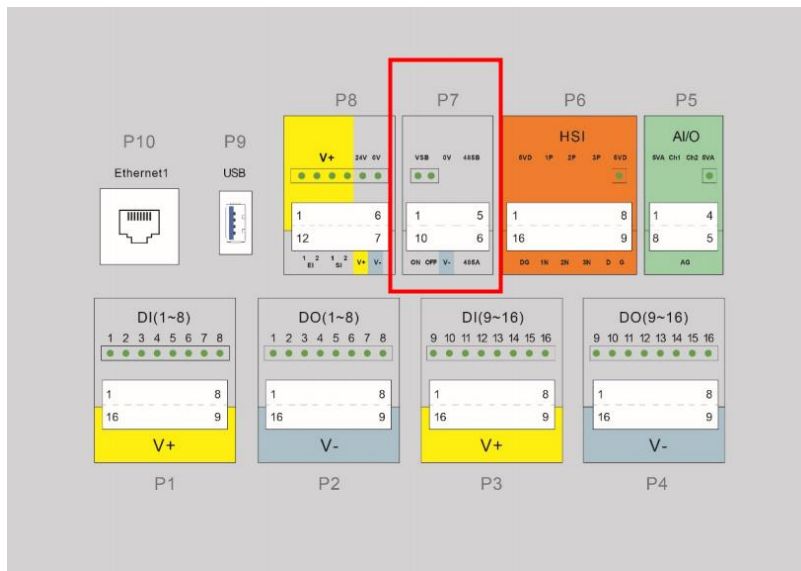 P10
Ethernet1
P9
USB
P8
V+ 24V 0V
1 6
12 7
1 2 1 2 V+ V-
EI SI
P7
VSB 0V 485B
1 5
10 6
ON OFF V- 485A
P6
HSI
5VD 1P 2P 3P 5VD
1 8
16 9
DG 1N 2N 3N D G
P5
AI/O
5VA Ch1 Ch2 5VA
1 4
8 5
AG
DI(1~8)
1 2 3 4 5 6 7 8
1 8
16 9
V+
P1
DO(1~8)
1 2 3 4 5 6 7 8
1 8
16 9
V-
P2
DI(9~16)
9 10 11 12 13 14 15 16
1 8
16 9
V+
P3
DO(9~16)
9 10 11 12 13 14 15 16
1 8
16 9
V-
P4